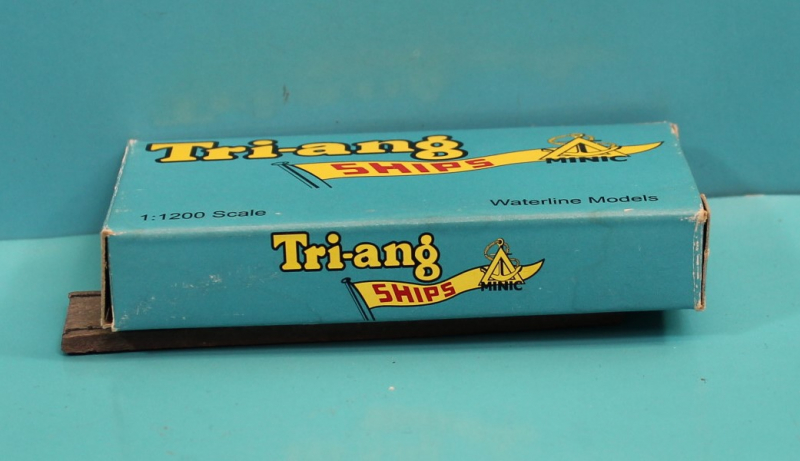 Tri-ang
SHIPS
MINIC
1:1200 Scale
Waterline Models
Tri-ang
SHIPS
MINIC